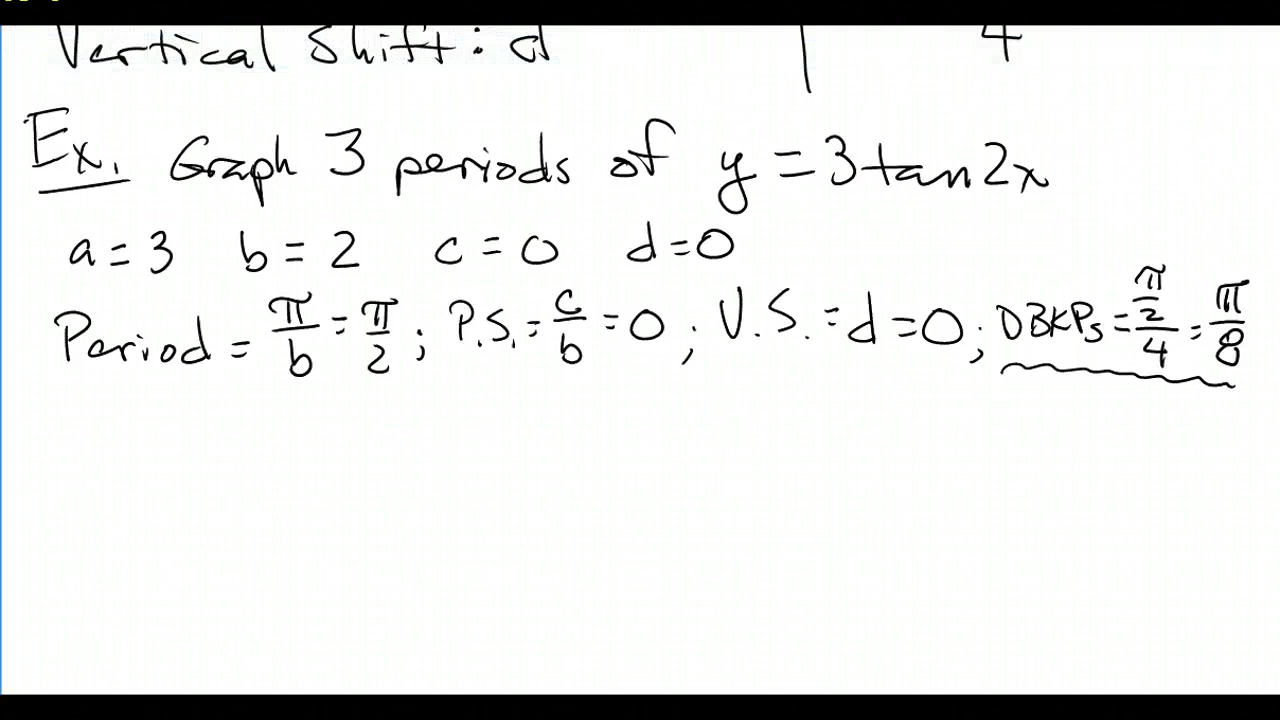 Vertical Shift: d
4
Ex. Graph 3 periods of y = 3tan2x
a = 3 b = 2 c = 0 d = 0
Period = π/b = π/2 ; P.S. = c/b = 0 ; V.S. = d = 0 ; DBKPs = (π/2)/4 = π/8